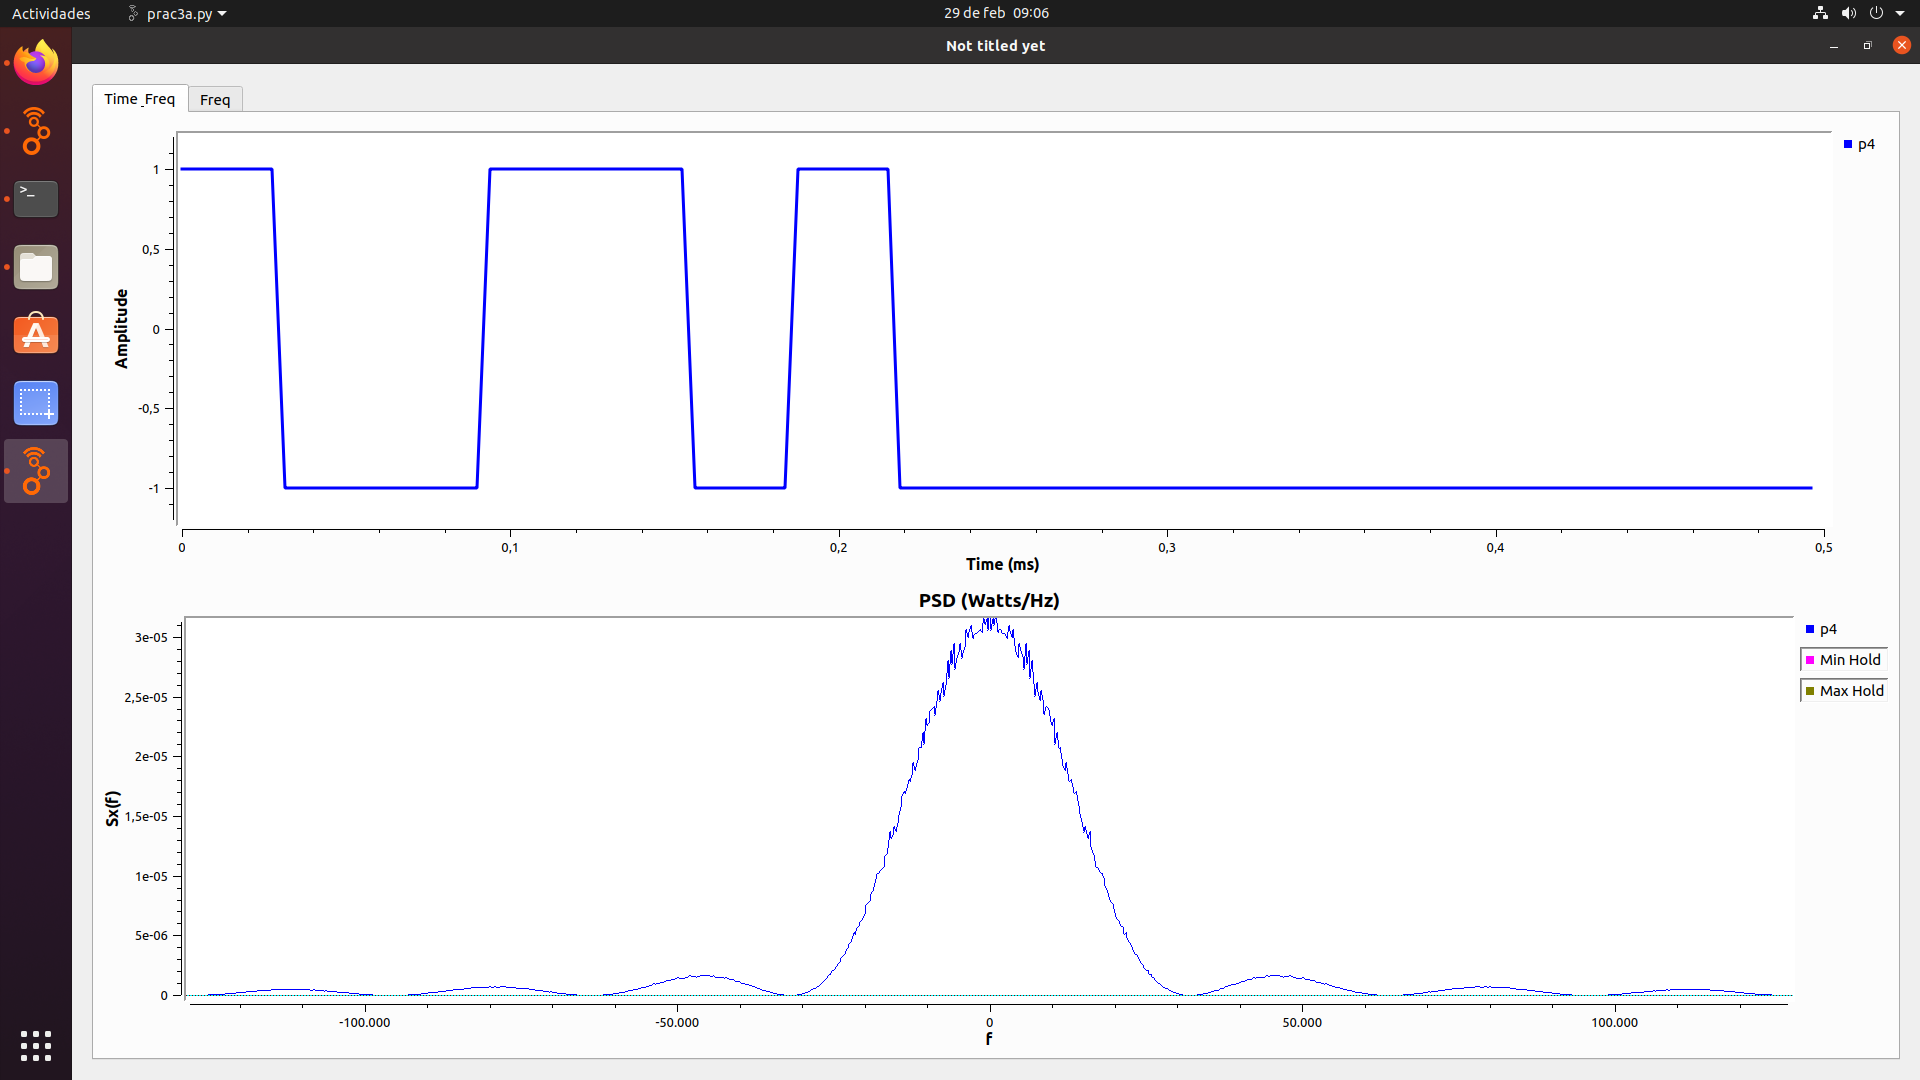 Actividades
prac3a.py
29 de feb 09:06
Not titled yet
Time_Freq
Freq
p4
1
0,5
0
-0,5
-1
Amplitude
0
0,1
0,2
0,3
0,4
0,5
Time (ms)
PSD (Watts/Hz)
p4
Min Hold
Max Hold
3e-05
2,5e-05
2e-05
1,5e-05
1e-05
5e-06
0
Sx(f)
-100.000
-50.000
0
50.000
100.000
f